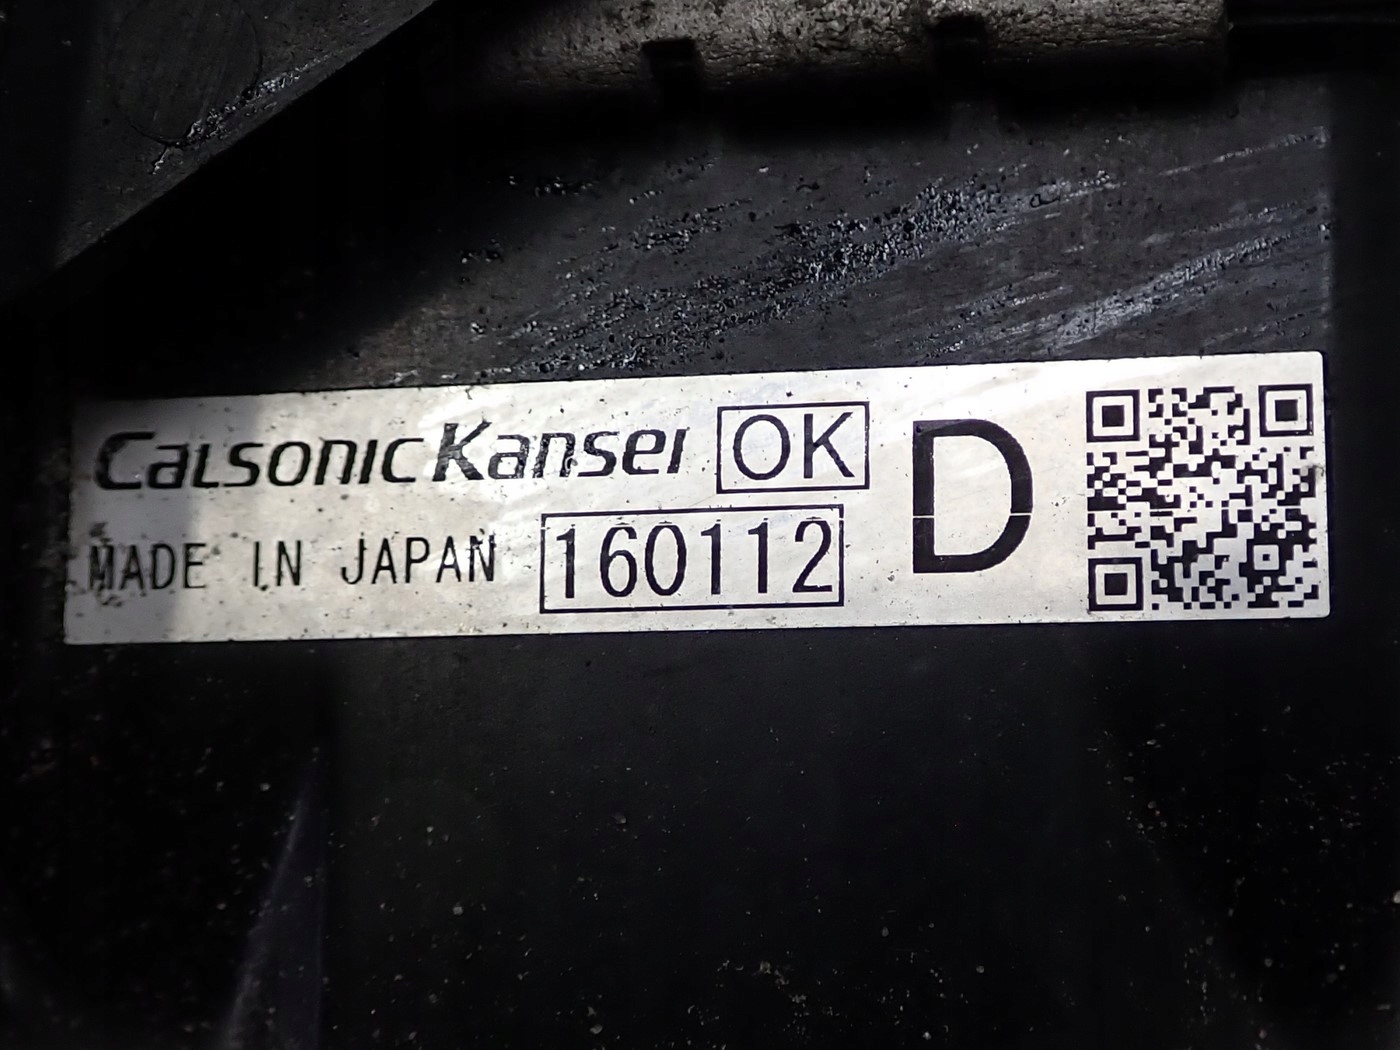 CalsonicKansei OK D
MADE IN JAPAN 160112